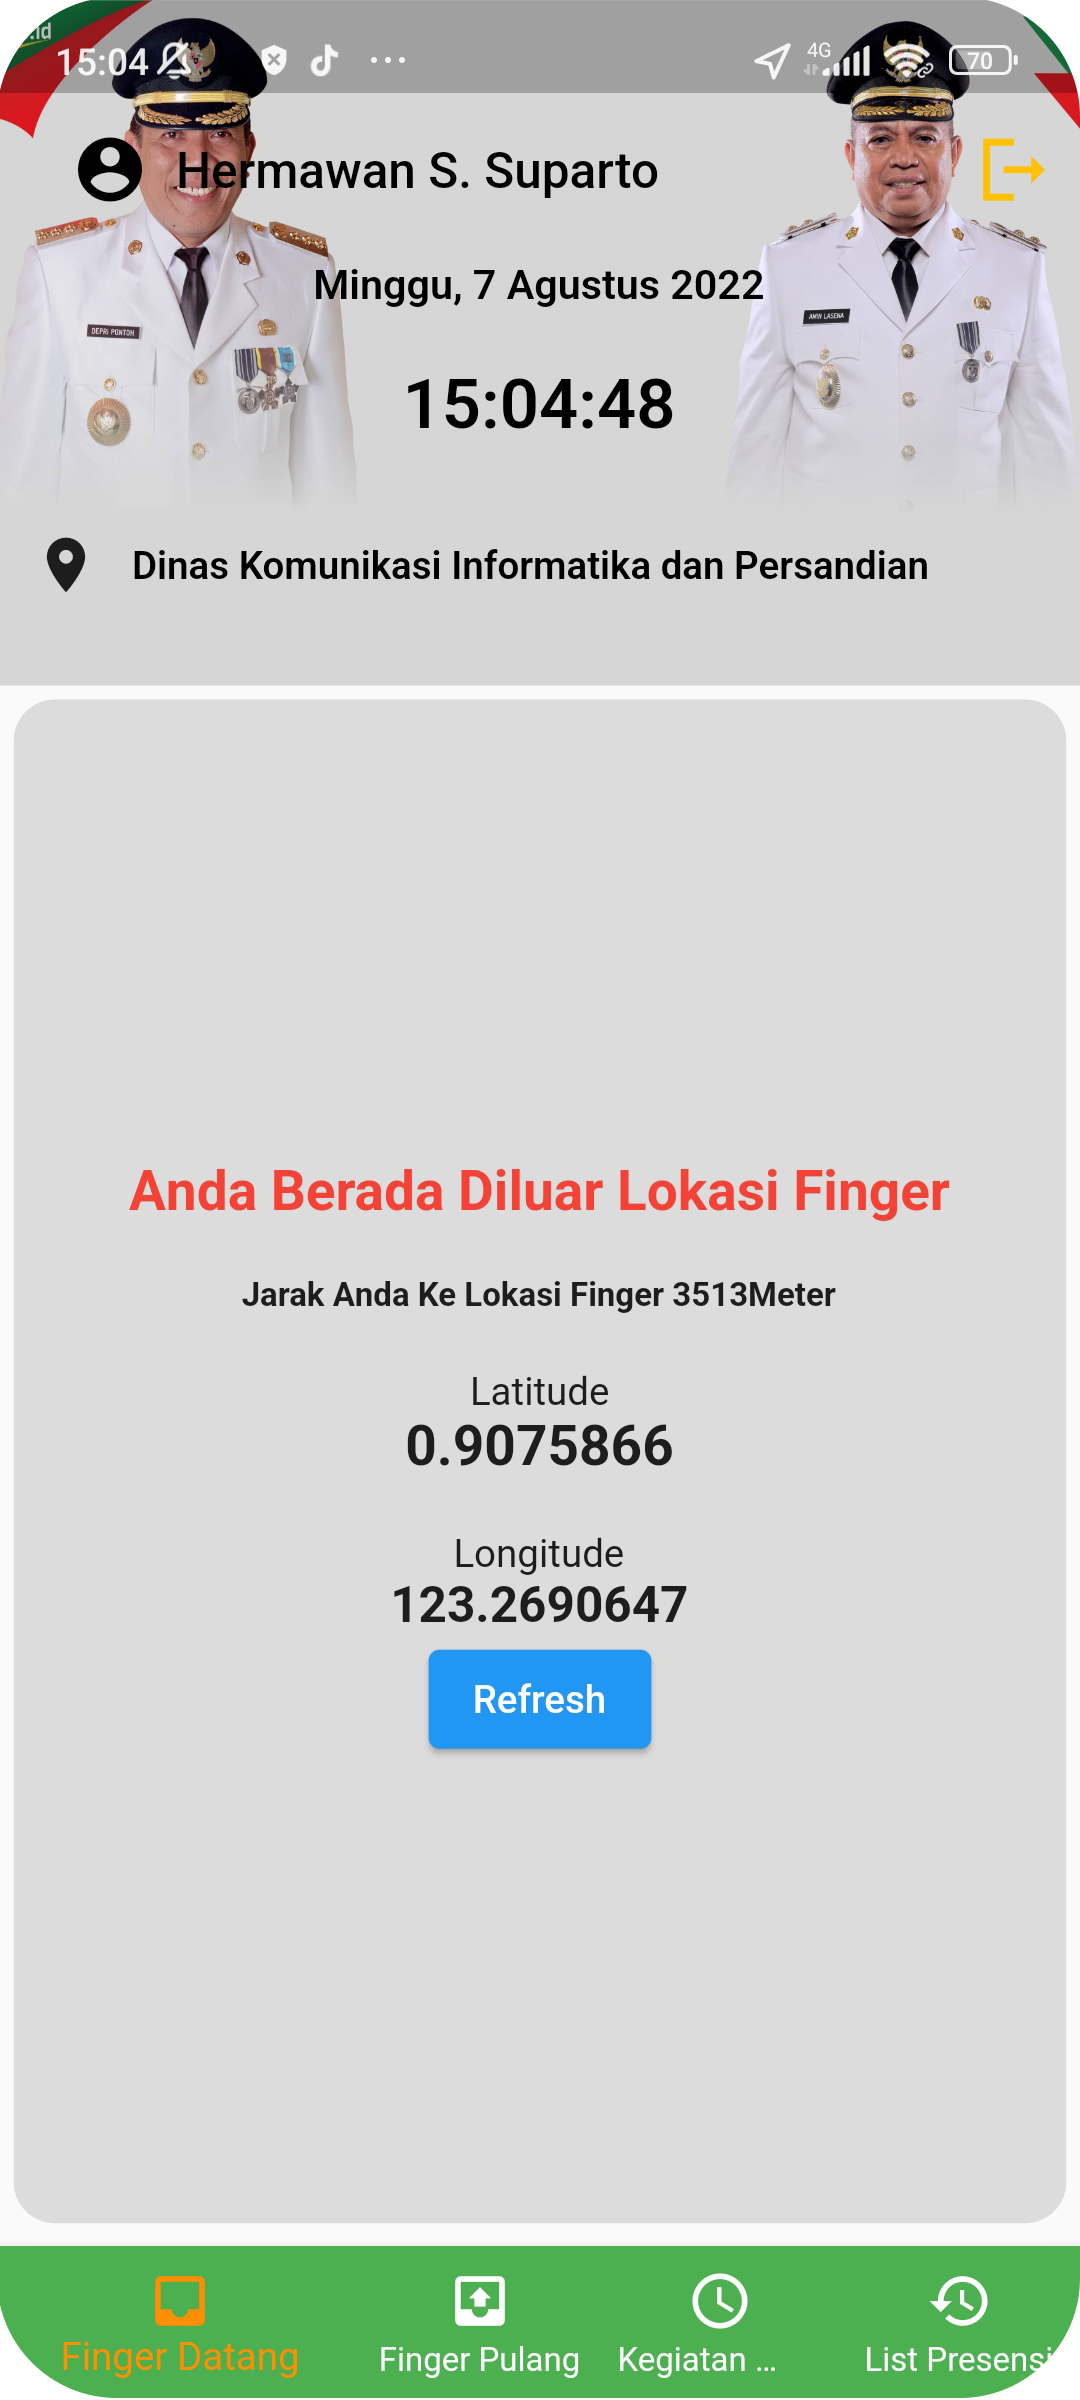 .id
15:04
4G
70
Hermawan S. Suparto
Minggu, 7 Agustus 2022
DEPRI PONTOH
AMIN LASENA
15:04:48
Dinas Komunikasi Informatika dan Persandian
Anda Berada Diluar Lokasi Finger
Jarak Anda Ke Lokasi Finger 3513Meter
Latitude
0.9075866
Longitude
123.2690647
Refresh
Finger Datang
Finger Pulang
Kegiatan ...
List Presensi